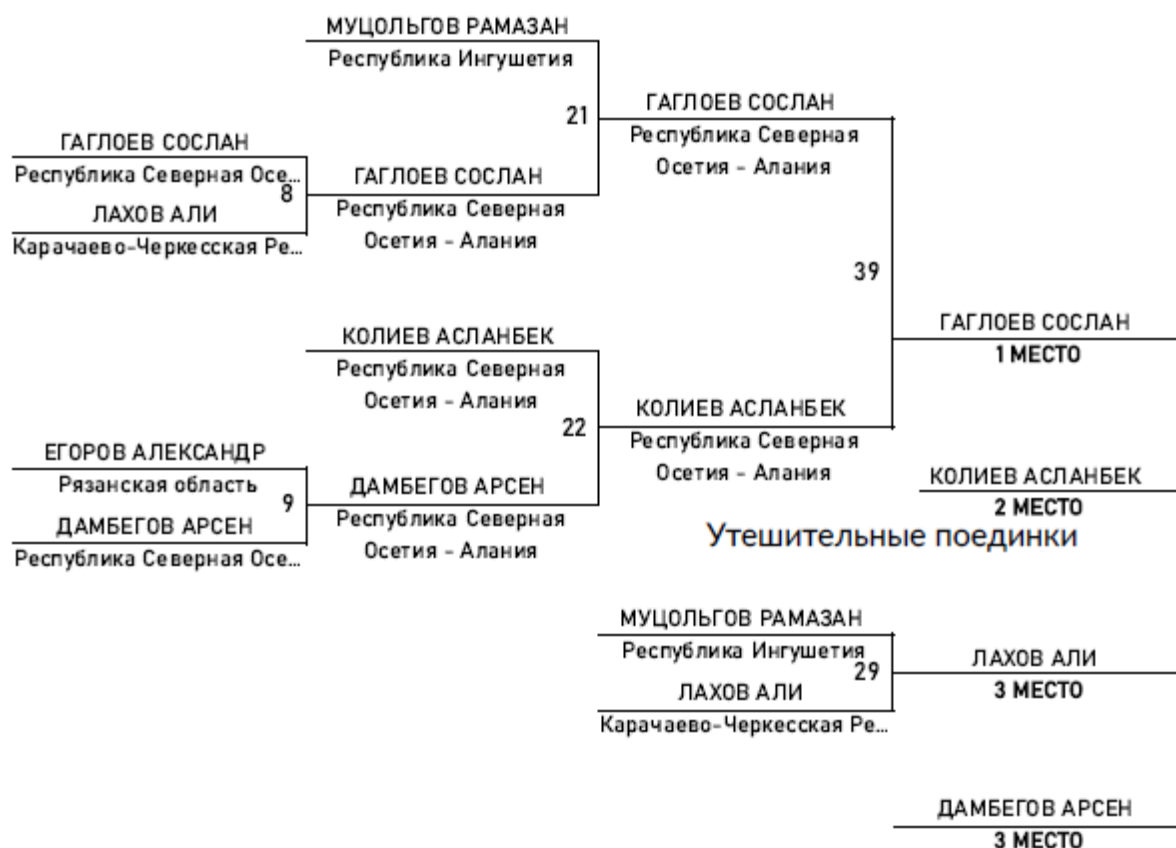 МУЦОЛЬГОВ РАМАЗАН
Республика Ингушетия
21
ГАГЛОЕВ СОСЛАН
Республика Северная
Осетия - Алания
ГАГЛОЕВ СОСЛАН
Республика Северная Осе...
8
ЛАХОВ АЛИ
Карачаево-Черкесская Ре...
ГАГЛОЕВ СОСЛАН
Республика Северная
Осетия - Алания
39
КОЛИЕВ АСЛАНБЕК
Республика Северная
Осетия - Алания
ГАГЛОЕВ СОСЛАН
1 МЕСТО
22
КОЛИЕВ АСЛАНБЕК
Республика Северная
Осетия - Алания
ЕГОРОВ АЛЕКСАНДР
Рязанская область
9
ДАМБЕГОВ АРСЕН
Республика Северная Осе...
ДАМБЕГОВ АРСЕН
Республика Северная
Осетия - Алания
КОЛИЕВ АСЛАНБЕК
2 МЕСТО
Утешительные поединки
МУЦОЛЬГОВ РАМАЗАН
Республика Ингушетия
29
ЛАХОВ АЛИ
Карачаево-Черкесская Ре...
ЛАХОВ АЛИ
3 МЕСТО
ДАМБЕГОВ АРСЕН
3 МЕСТО